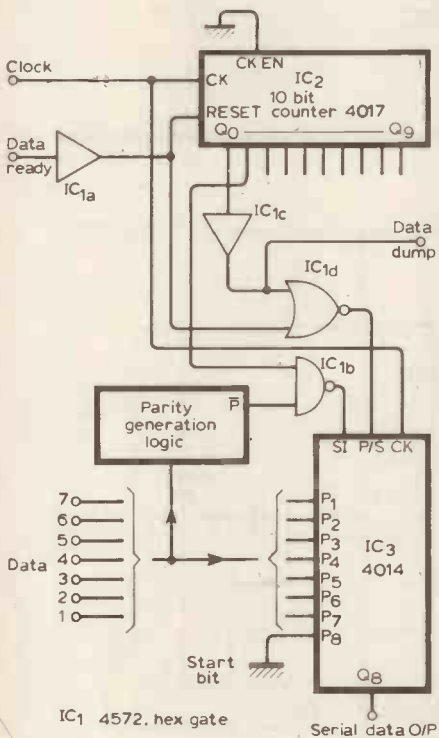 CK EN
Clock
CK
IC2
10 bit
RESET counter 4017
Q0 Q9
Data
ready
IC1a
IC1c
Data
dump
IC1d
IC1b
Parity
generation
logic
P̅
SI P/S CK
7
6
5
Data 4
3
2
1
P1
P2
P3
P4
P5
P6
P7
P8
IC3
4014
Start
bit
Q8
IC1 4572. hex gate
Serial data O/P